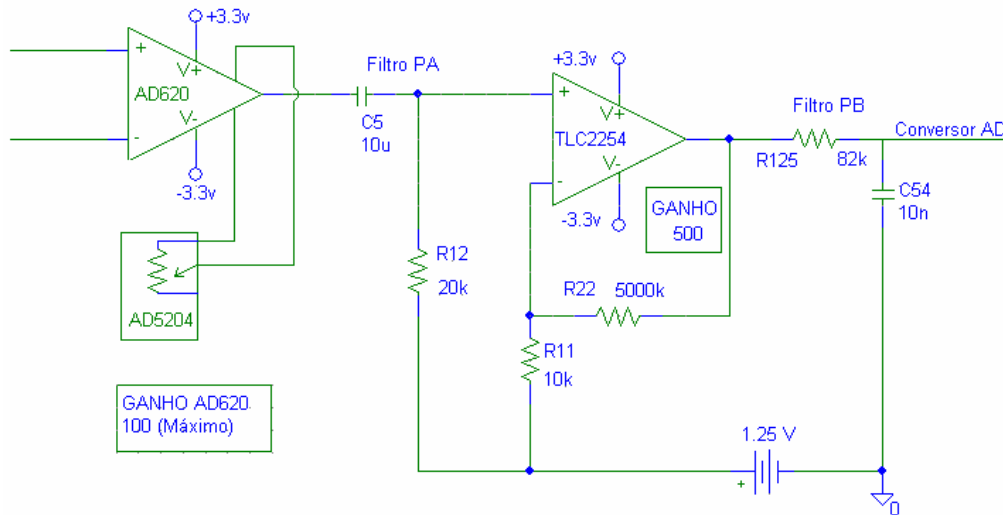 +3.3v
+
V+
AD620
-
V-
-3.3v
AD5204
GANHO AD620
100 (Máximo)
Filtro PA
C5
10u
R12
20k
+3.3v
+
V+
TLC2254
-
V-
-3.3v
GANHO
500
R22
5000k
R11
10k
Filtro PB
R125
82k
Conversor AD
C54
10n
1.25 V
+
0